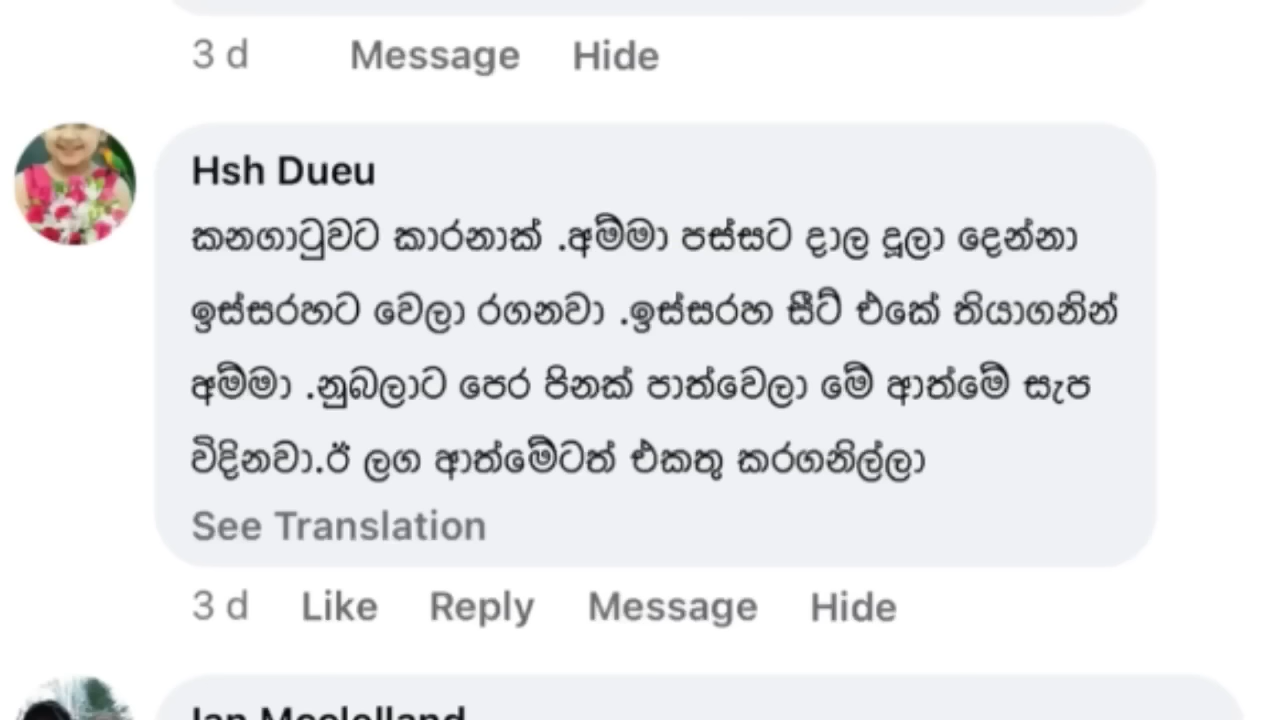 3 d Message Hide
Hsh Dueu
කනගාටුවට කාරනාක් .අම්මා පස්සට දාල දූලා දෙන්නා
ඉස්සරහට වෙලා රගනවා .ඉස්සරහ සීට් එකේ තියාගනින්
අම්මා .නුබලාට පෙර පිනක් පාත්වෙලා මේ ආත්මේ සැප
විදිනවා.ඊ ලග ආත්මේටත් එකතු කරගනිල්ලා
See Translation
3 d Like Reply Message Hide